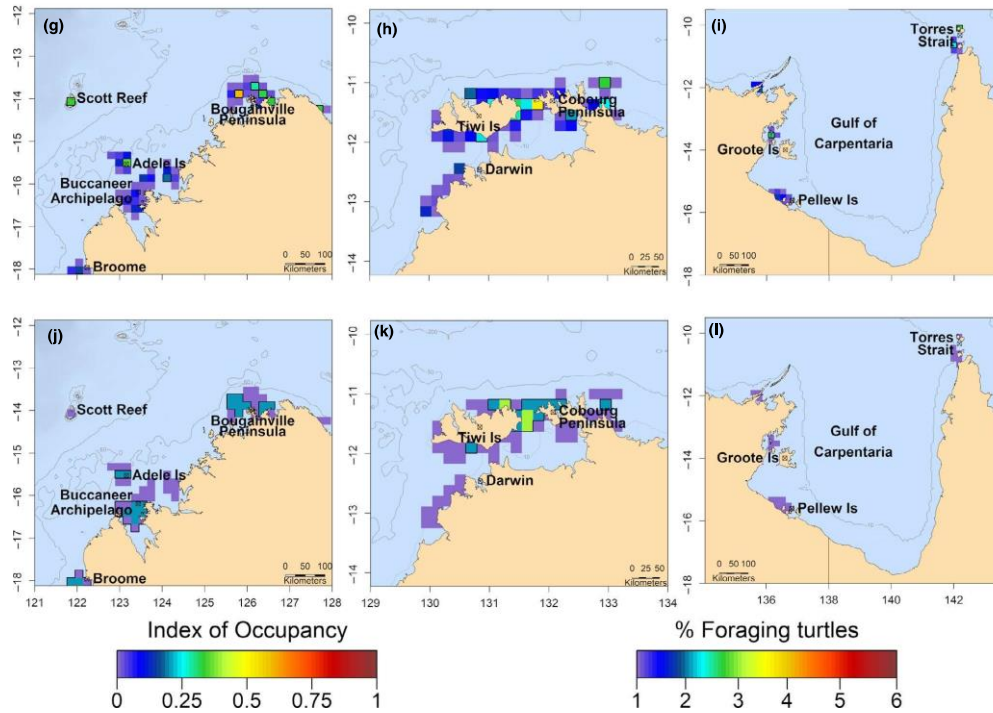 (g)
−12
−13
−14
−15
−16
−17
−18
Scott Reef
Bougainville
Peninsula
Adele Is
Buccaneer
Archipelago
Broome
0 50 100
Kilometers
(h)
−10
−11
−12
−13
−14
Tiwi Is
Cobourg
Peninsula
Darwin
0 25 50
Kilometers
(i)
−10
−12
−14
−16
−18
Torres
Strait
Gulf of
Carpentaria
Groote Is
Pellew Is
0 50 100
Kilometers
(j)
−12
−13
−14
−15
−16
−17
−18
Scott Reef
Bougainville
Peninsula
Adele Is
Buccaneer
Archipelago
Broome
0 50 100
Kilometers
121 122 123 124 125 126 127 128
(k)
−10
−11
−12
−13
−14
Tiwi Is
Cobourg
Peninsula
Darwin
0 25 50
Kilometers
129 130 131 132 133 134
(l)
−10
−12
−14
−16
−18
Torres
Strait
Gulf of
Carpentaria
Groote Is
Pellew Is
0 50 100
Kilometers
136 138 140 142
Index of Occupancy
0 0.25 0.5 0.75 1
% Foraging turtles
1 2 3 4 5 6